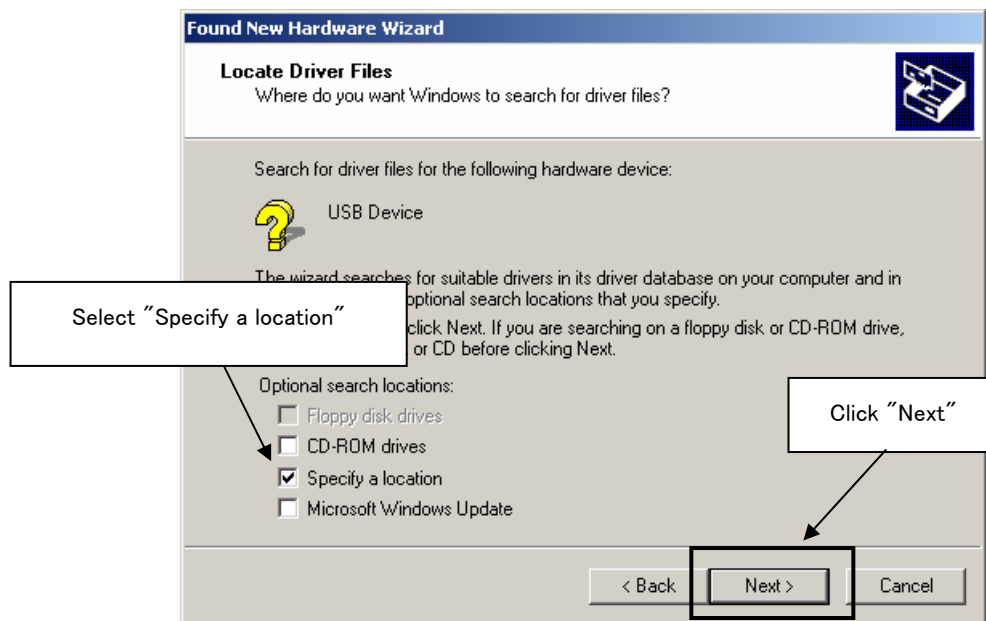 Found New Hardware Wizard
Locate Driver Files
Where do you want Windows to search for driver files?
Search for driver files for the following hardware device:
USB Device
The wizard searches for suitable drivers in its driver database on your computer and in
optional search locations that you specify.
click Next. If you are searching on a floppy disk or CD-ROM drive,
or CD before clicking Next.
Select "Specify a location"
Optional search locations:
Floppy disk drives
CD-ROM drives
Specify a location
Microsoft Windows Update
Click "Next"
< Back
Next >
Cancel